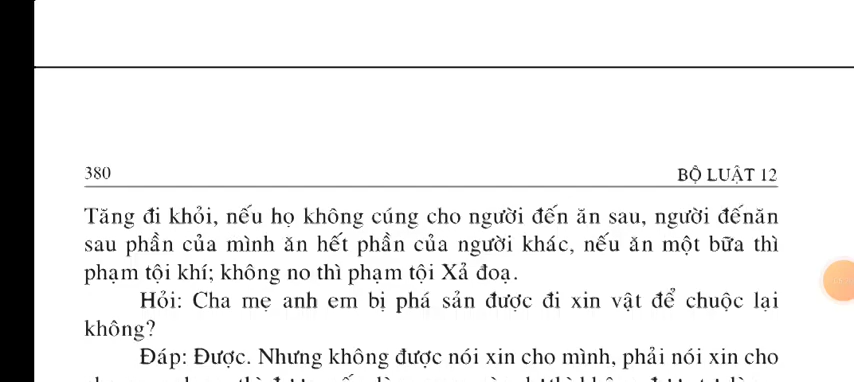 380
BỘ LUẬT 12
Tăng đi khỏi, nếu họ không cúng cho người đến ăn sau, người đếnăn
sau phần của mình ăn hết phần của người khác, nếu ăn một bữa thì
phạm tội khí; không no thì phạm tội Xả đoạ.
Hỏi: Cha mẹ anh em bị phá sản được đi xin vật để chuộc lại
không?
Đáp: Được. Nhưng không được nói xin cho mình, phải nói xin cho